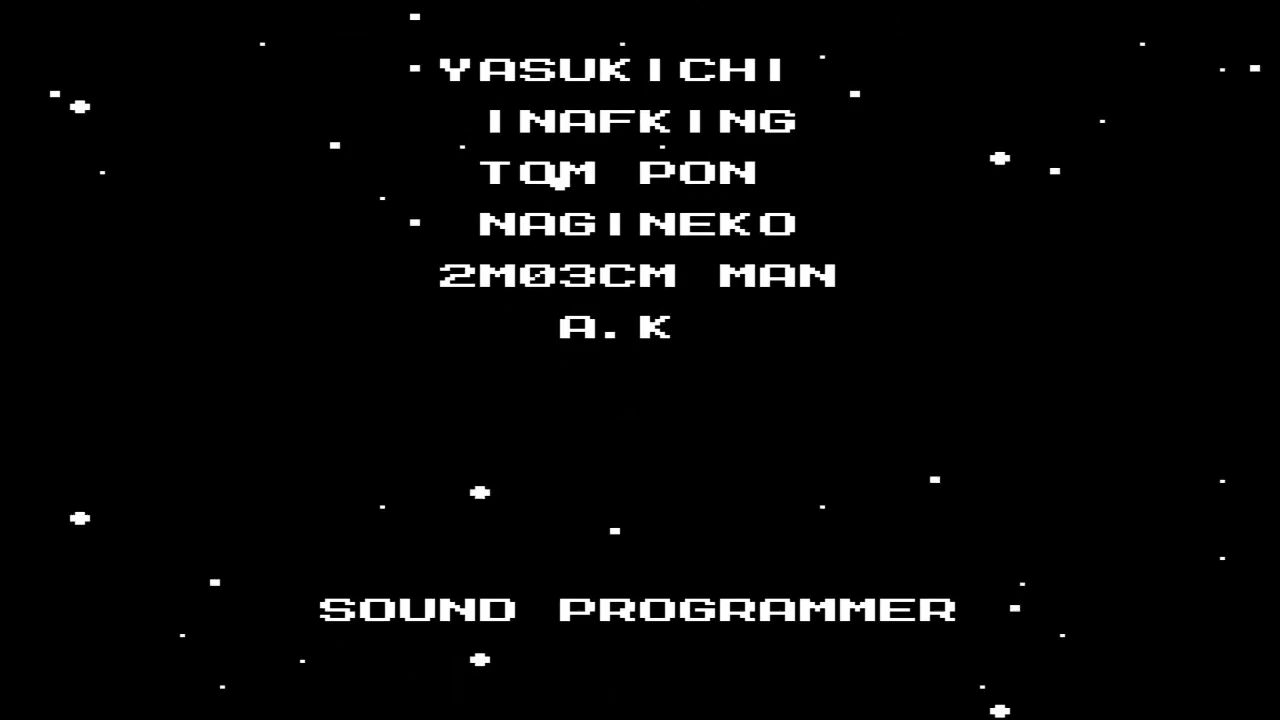 YASUKICHI
INAFKING
TOM PON
NAGINEKO
2M03CM MAN
A.K
SOUND PROGRAMMER